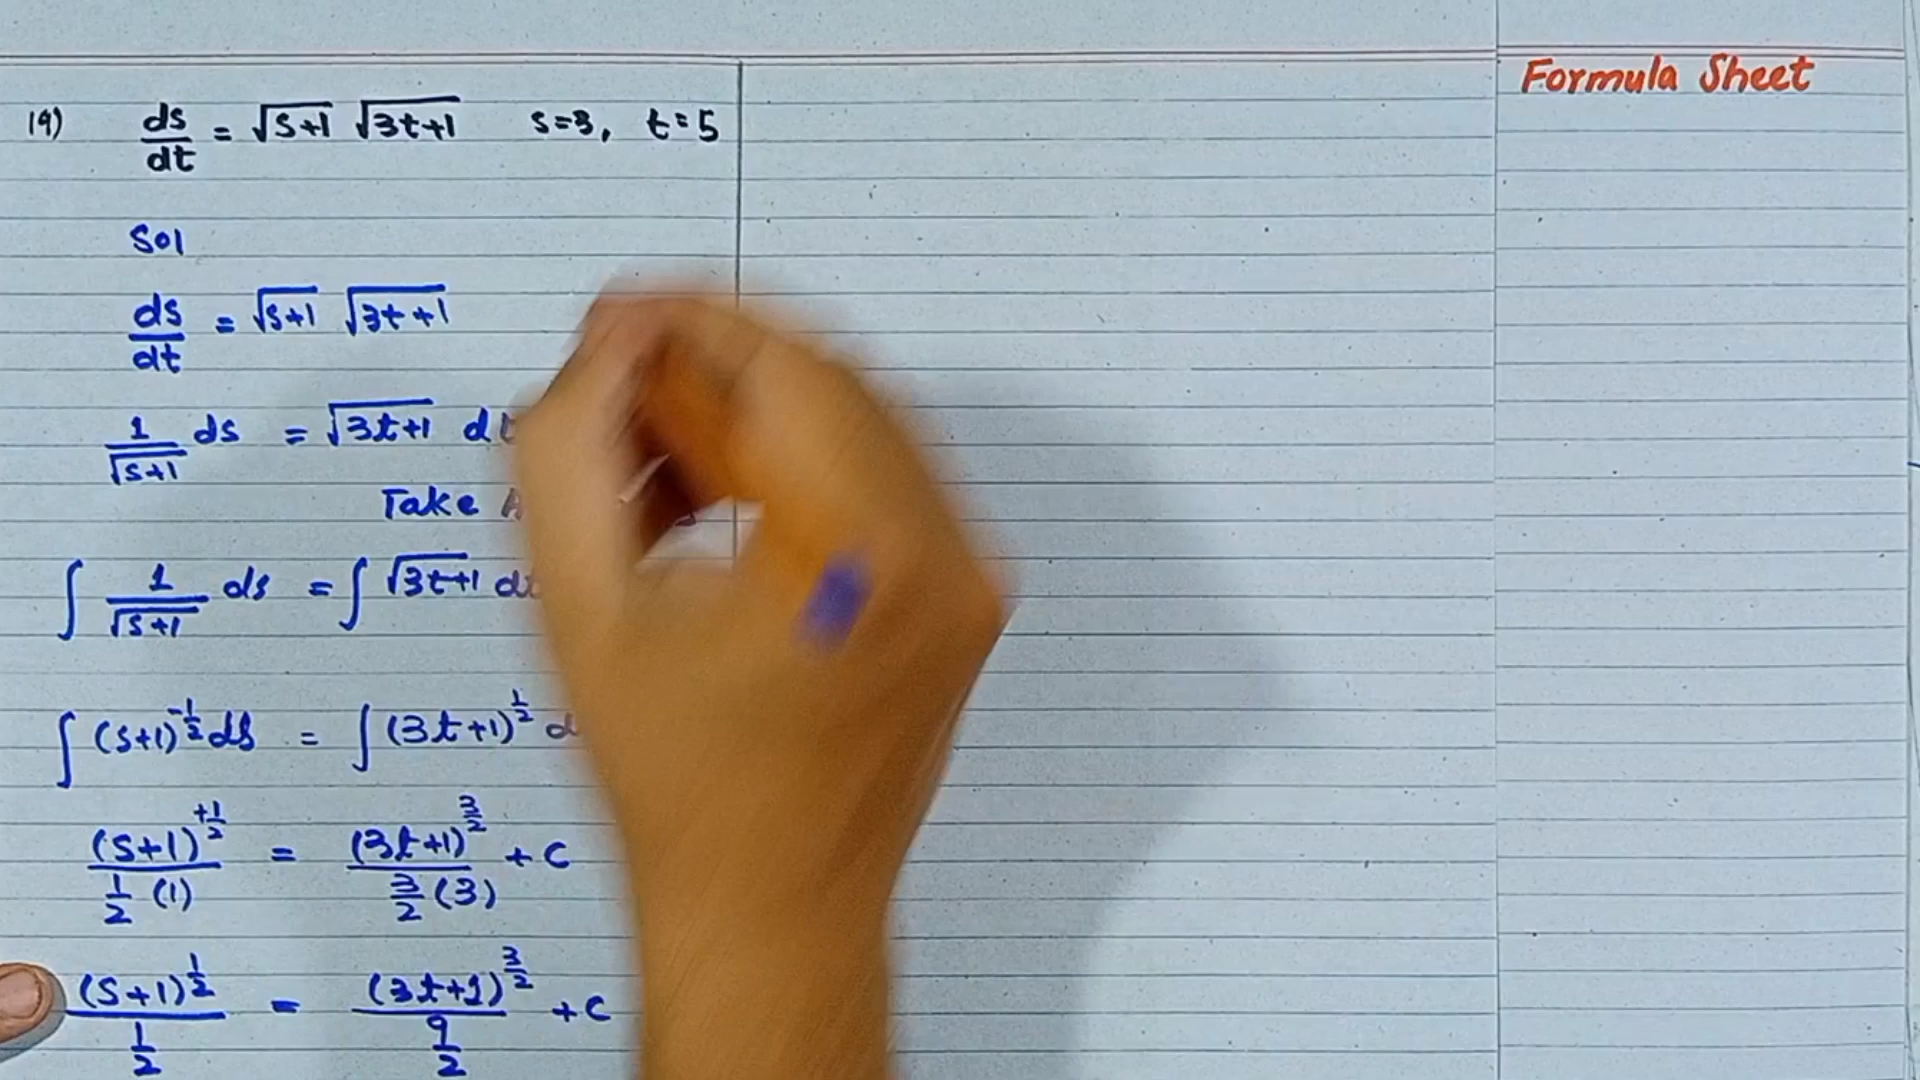 Formula Sheet
19) ds/dt = √s+1 √3t+1 s=3, t=5
Sol
ds/dt = √s+1 √3t+1
1/√s+1 ds = √3t+1 dt
Take
∫ 1/√s+1 ds = ∫ √3t+1 dt
∫ (s+1)^-1/2 ds = ∫ (3t+1)^1/2 d
(s+1)^+1/2 / 1/2 (1) = (3t+1)^3/2 / 3/2 (3) + c
(s+1)^1/2 / 1/2 = (3t+1)^3/2 / 9/2 + c